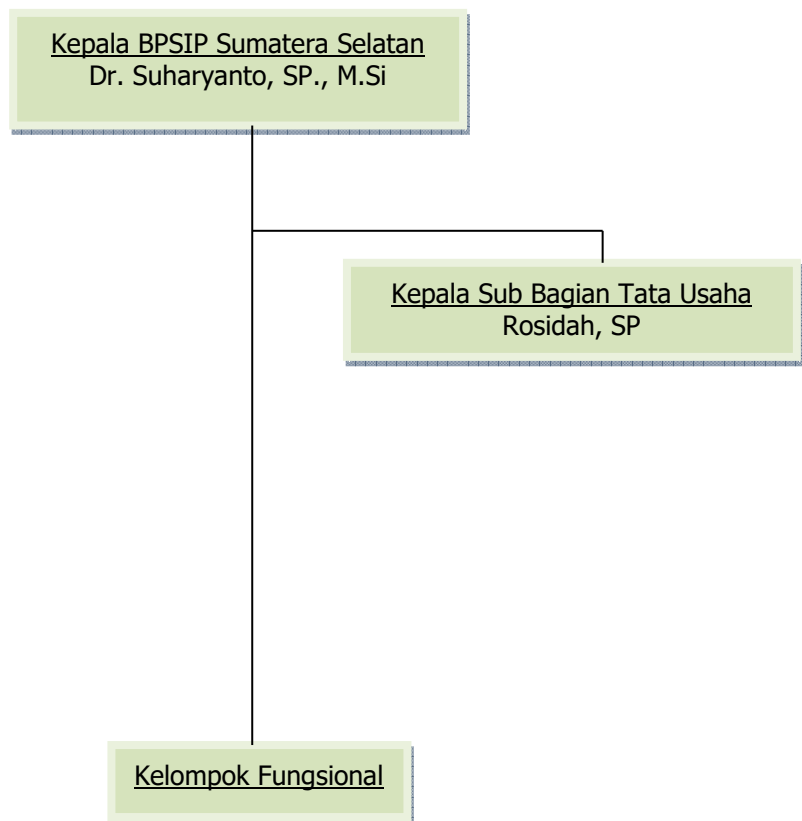 Kepala BPSIP Sumatera Selatan
Dr. Suharyanto, SP., M.Si
Kepala Sub Bagian Tata Usaha
Rosidah, SP
Kelompok Fungsional